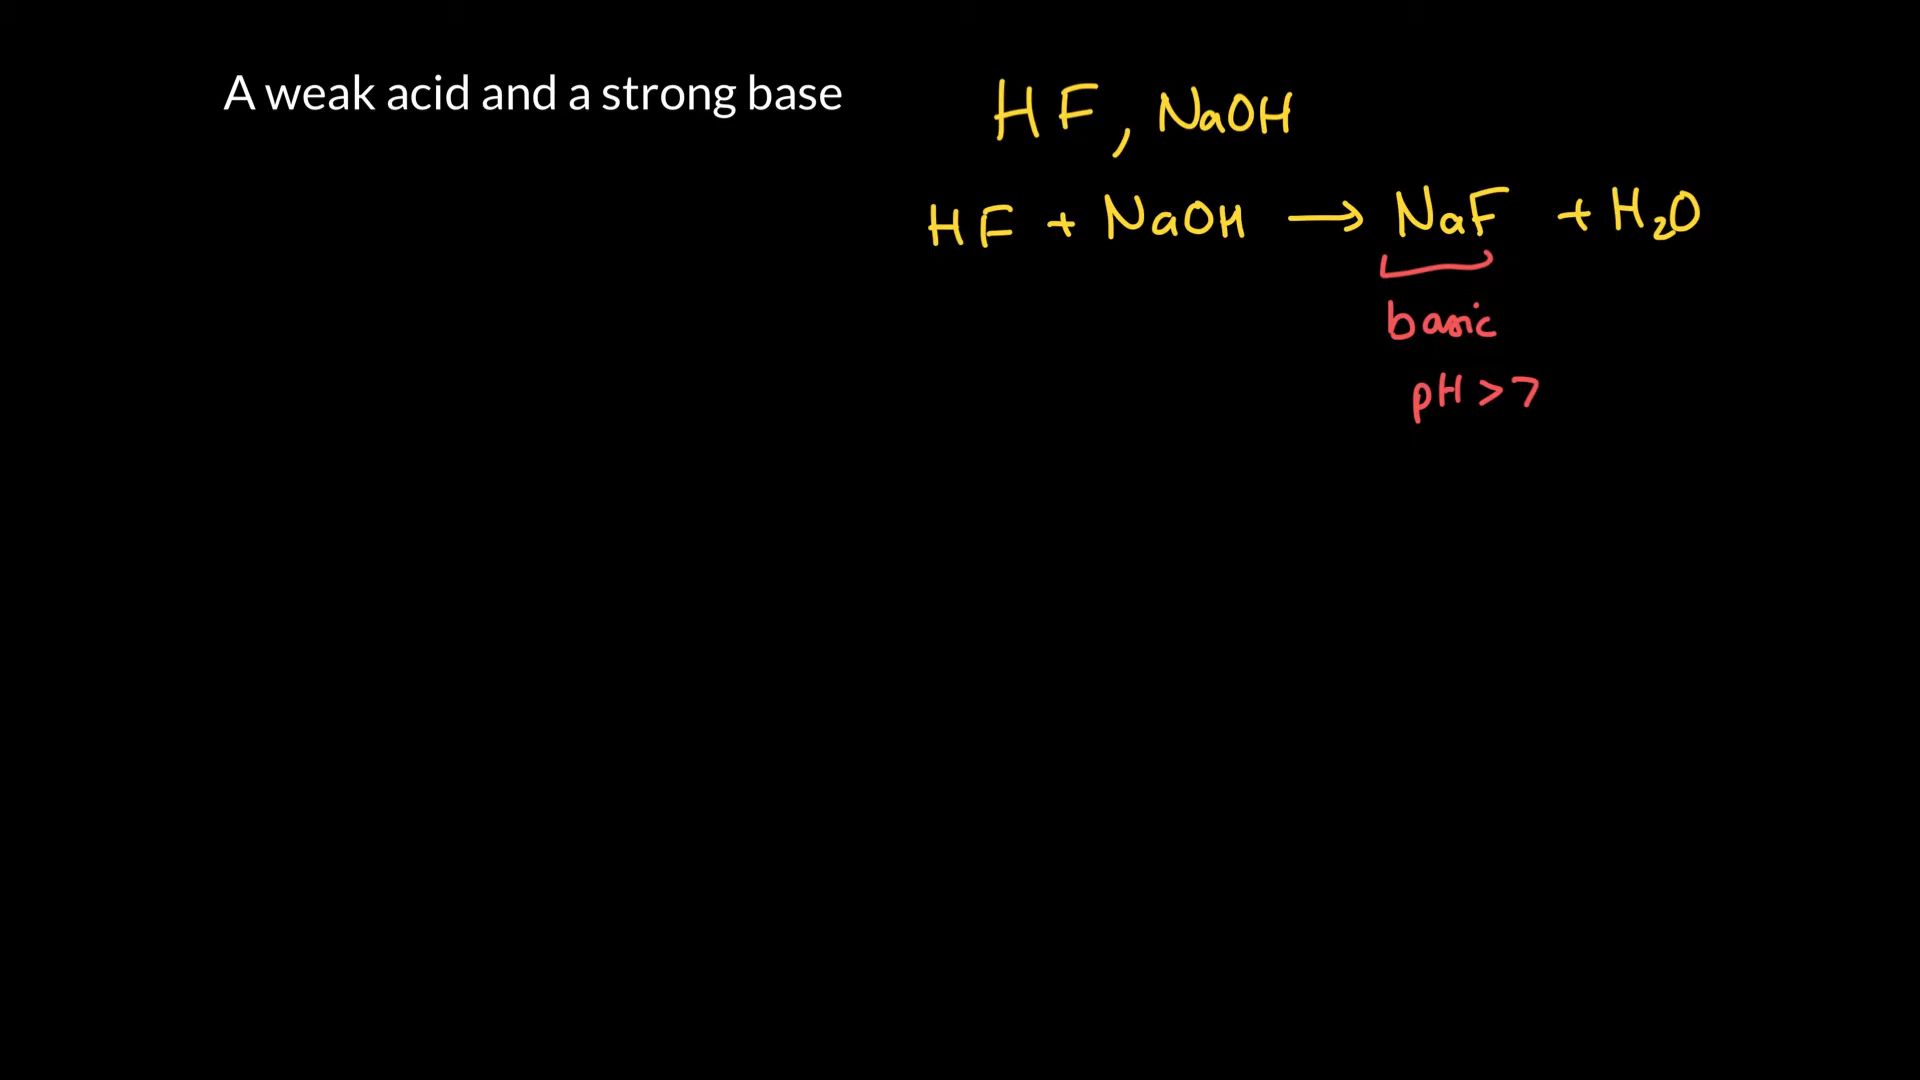 A weak acid and a strong base HF, NaOH
HF + NaOH → NaF + H₂O
basic
pH > 7